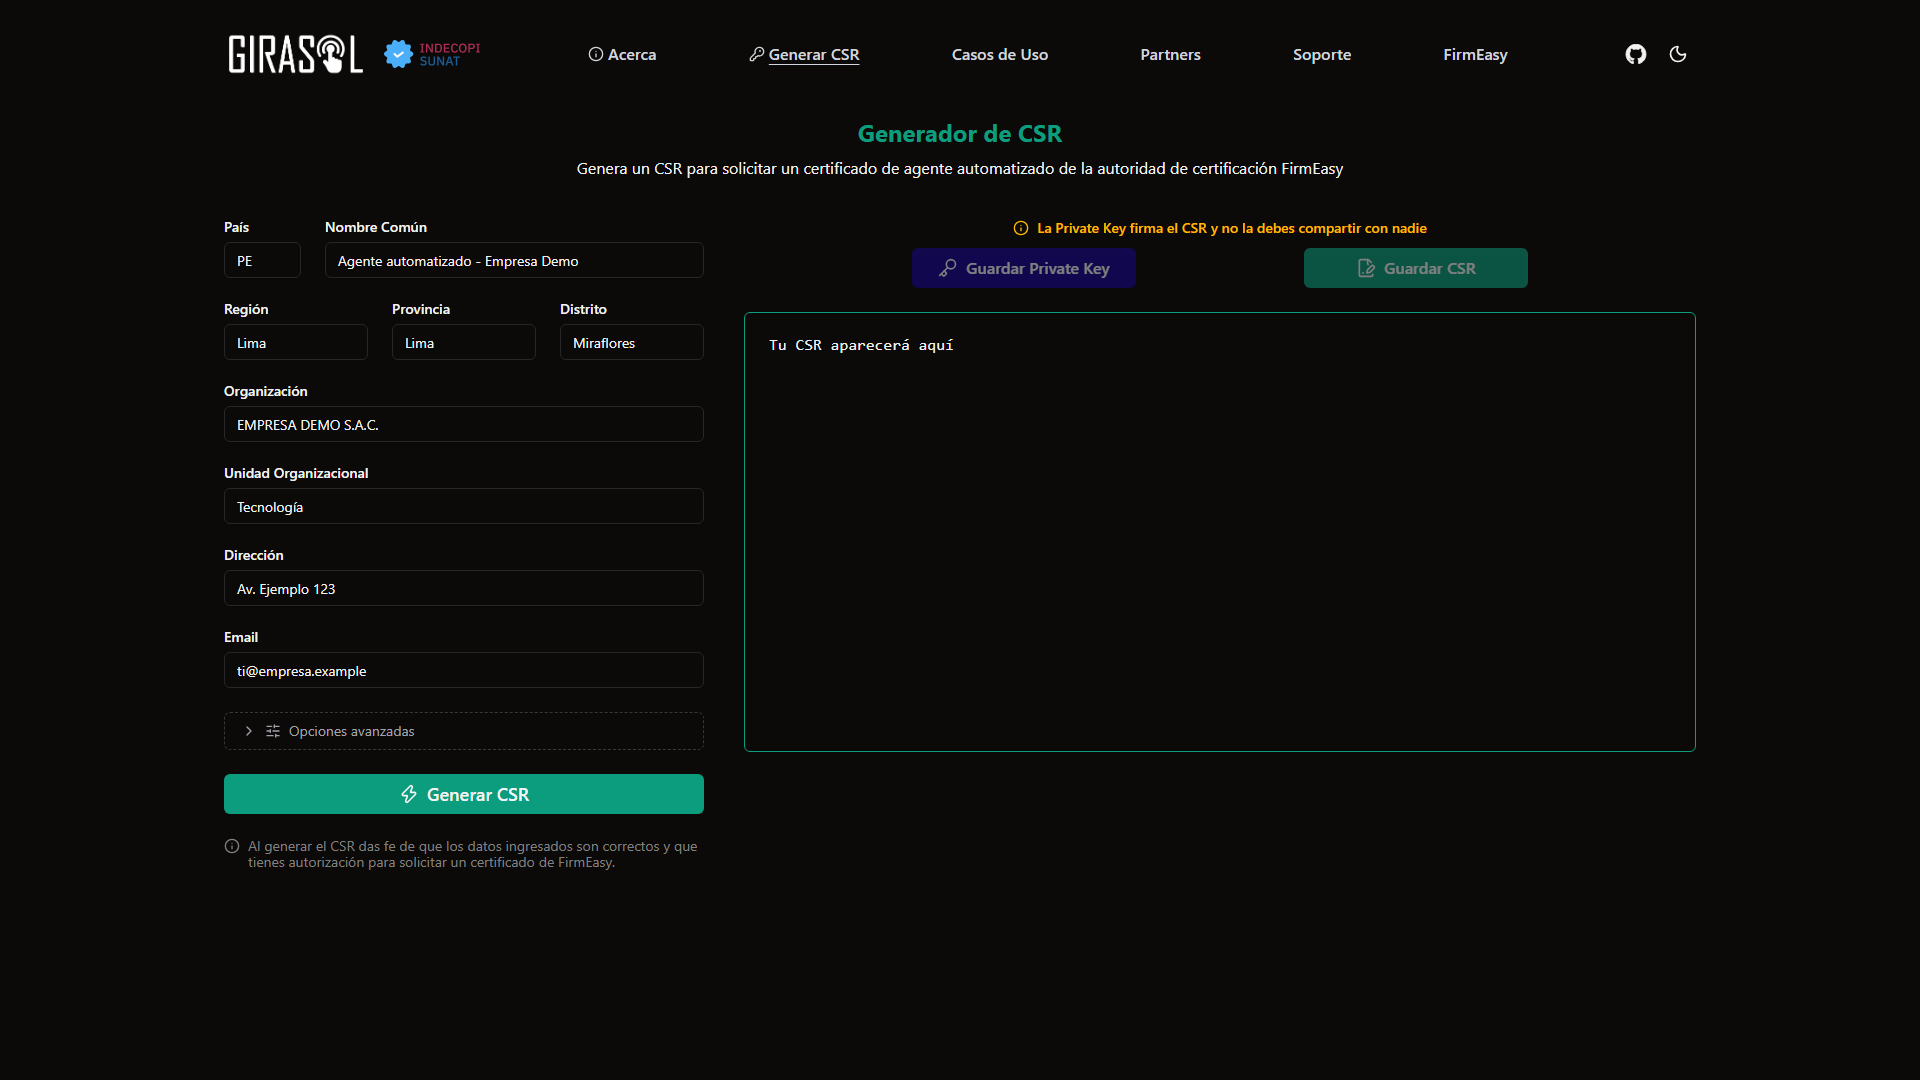 GIRASOL
INDECOPI
SUNAT
Acerca
Generar CSR
Casos de Uso
Partners
Soporte
FirmEasy
Generador de CSR
Genera un CSR para solicitar un certificado de agente automatizado de la autoridad de certificación FirmEasy
País
Nombre Común
PE
Agente automatizado - Empresa Demo
Región
Provincia
Distrito
Lima
Lima
Miraflores
Organización
EMPRESA DEMO S.A.C.
Unidad Organizacional
Tecnología
Dirección
Av. Ejemplo 123
Email
ti@empresa.example
Opciones avanzadas
Generar CSR
Al generar el CSR das fe de que los datos ingresados son correctos y que
tienes autorización para solicitar un certificado de FirmEasy.
La Private Key firma el CSR y no la debes compartir con nadie
Guardar Private Key
Guardar CSR
Tu CSR aparecerá aquí